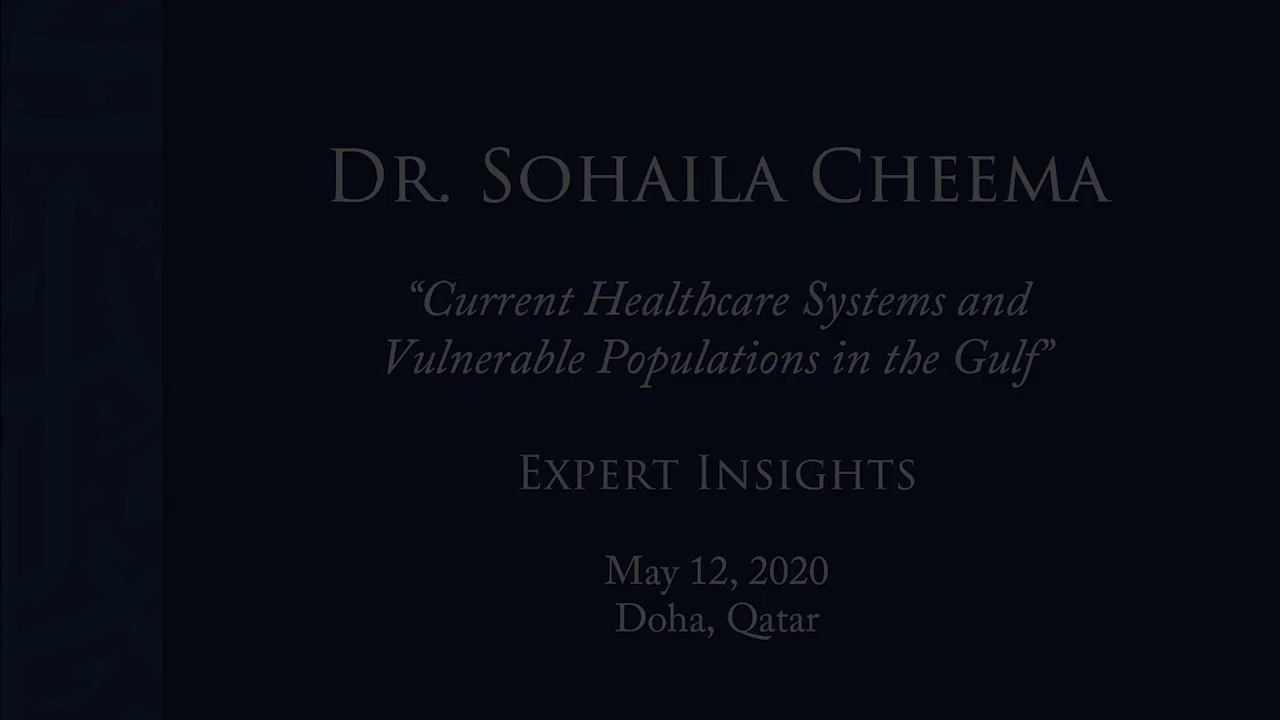 Dr. Sohaila Cheema
“Current Healthcare Systems and
Vulnerable Populations in the Gulf”
Expert Insights
May 12, 2020
Doha, Qatar